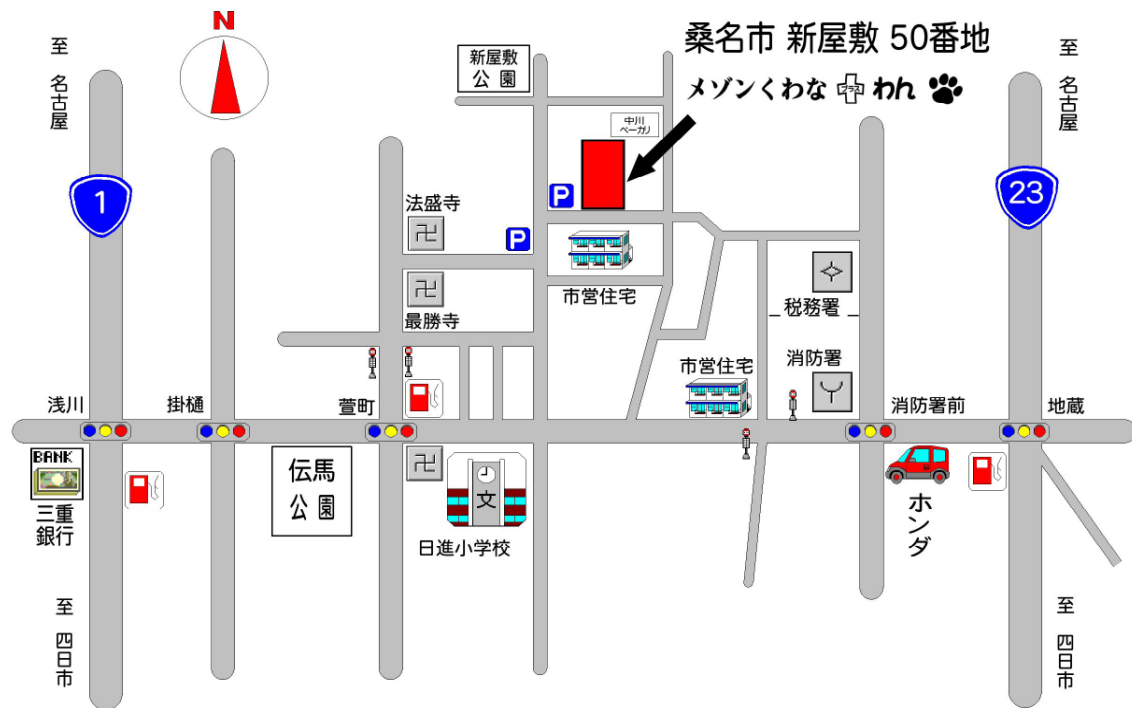 N
至 名古屋
1
新屋敷
公園
桑名市 新屋敷 50番地
メゾンくわな プラス わん
中川
ベーカリ
至 名古屋
23
P
P
法盛寺
卍
卍
最勝寺
市営住宅
税務署
市営住宅
消防署
浅川
掛樋
萱町
消防署前
地蔵
BANK
三重
銀行
伝馬
公園
卍
文
日進小学校
ホンダ
至 四日市
至 四日市